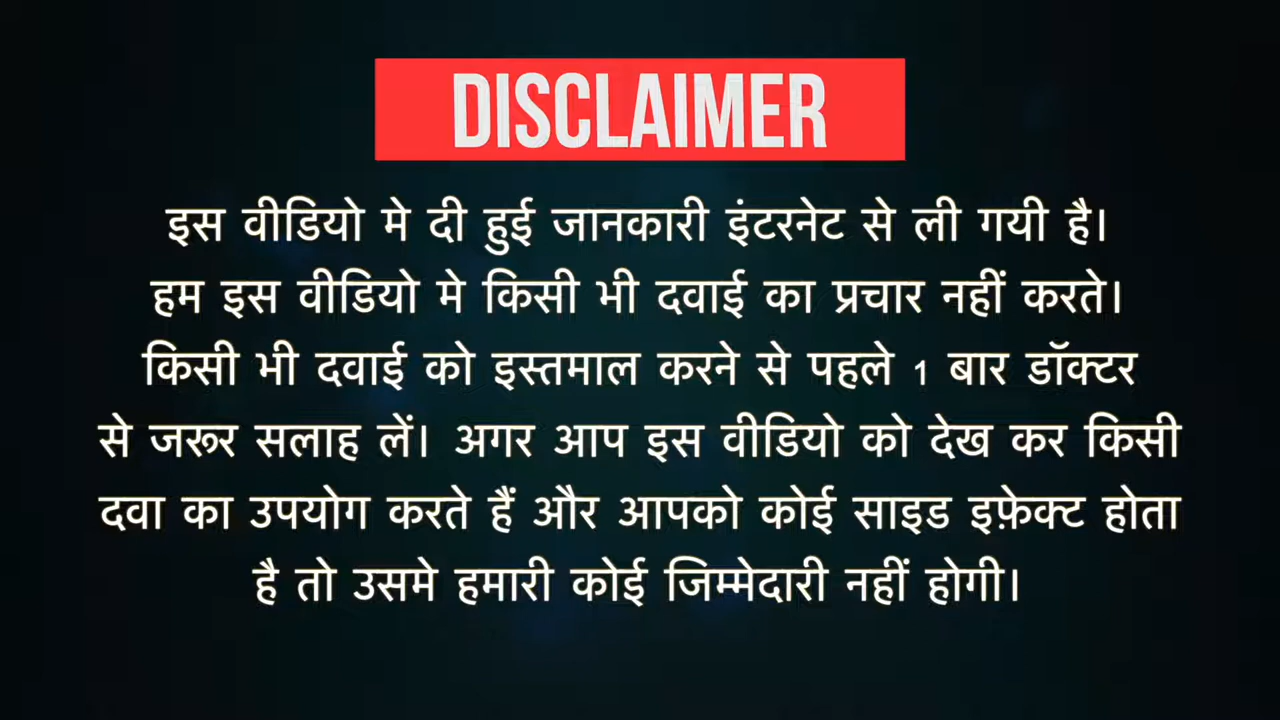 DISCLAIMER
इस वीडियो मे दी हुई जानकारी इंटरनेट से ली गयी है।
हम इस वीडियो मे किसी भी दवाई का प्रचार नहीं करते।
किसी भी दवाई को इस्तमाल करने से पहले 1 बार डॉक्टर
से जरूर सलाह लें। अगर आप इस वीडियो को देख कर किसी
दवा का उपयोग करते हैं और आपको कोई साइड इफ़ेक्ट होता
है तो उसमे हमारी कोई जिम्मेदारी नहीं होगी।